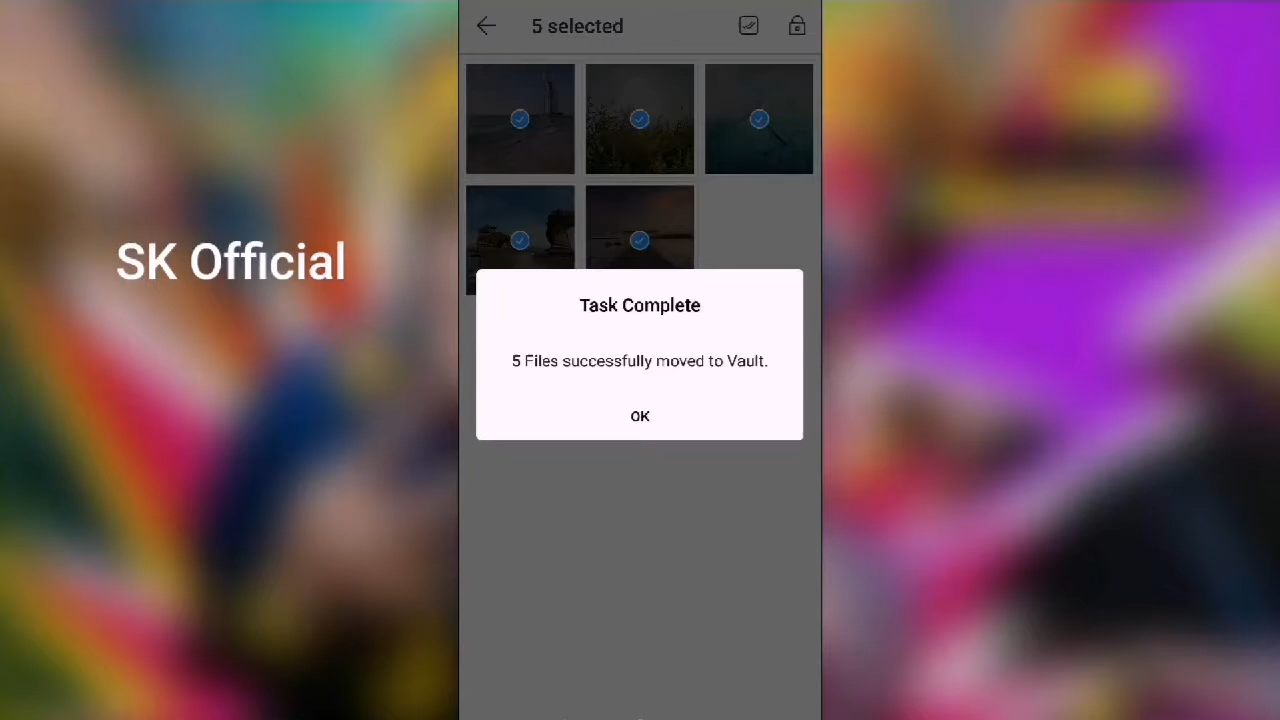 5 selected
SK Official
Task Complete
5 Files successfully moved to Vault.
OK